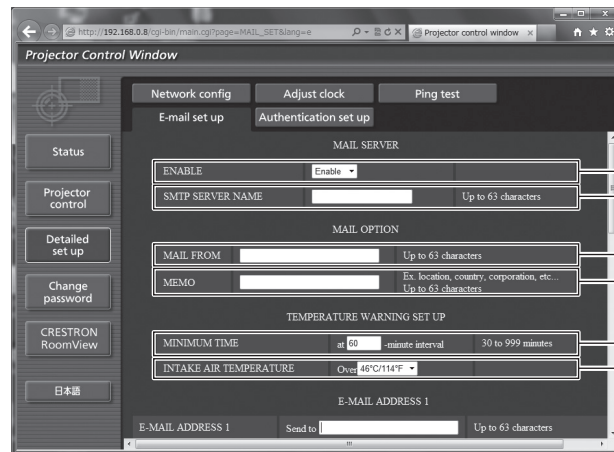 http://192.168.0.8/cgi-bin/main.cgi?page=MAIL_SET&lang=e
Projector control window
Projector Control Window
Network config
Adjust clock
Ping test
E-mail set up
Authentication set up
Status
Projector control
Detailed set up
Change password
CRESTRON RoomView
日本語
MAIL SERVER
ENABLE Enable
SMTP SERVER NAME Up to 63 characters
MAIL OPTION
MAIL FROM Up to 63 characters
MEMO Ex. location, country, corporation, etc...
Up to 63 characters
TEMPERATURE WARNING SET UP
MINIMUM TIME at 60 -minute interval 30 to 999 minutes
INTAKE AIR TEMPERATURE Over 46°C/114°F
E-MAIL ADDRESS 1
E-MAIL ADDRESS 1 Send to Up to 63 characters